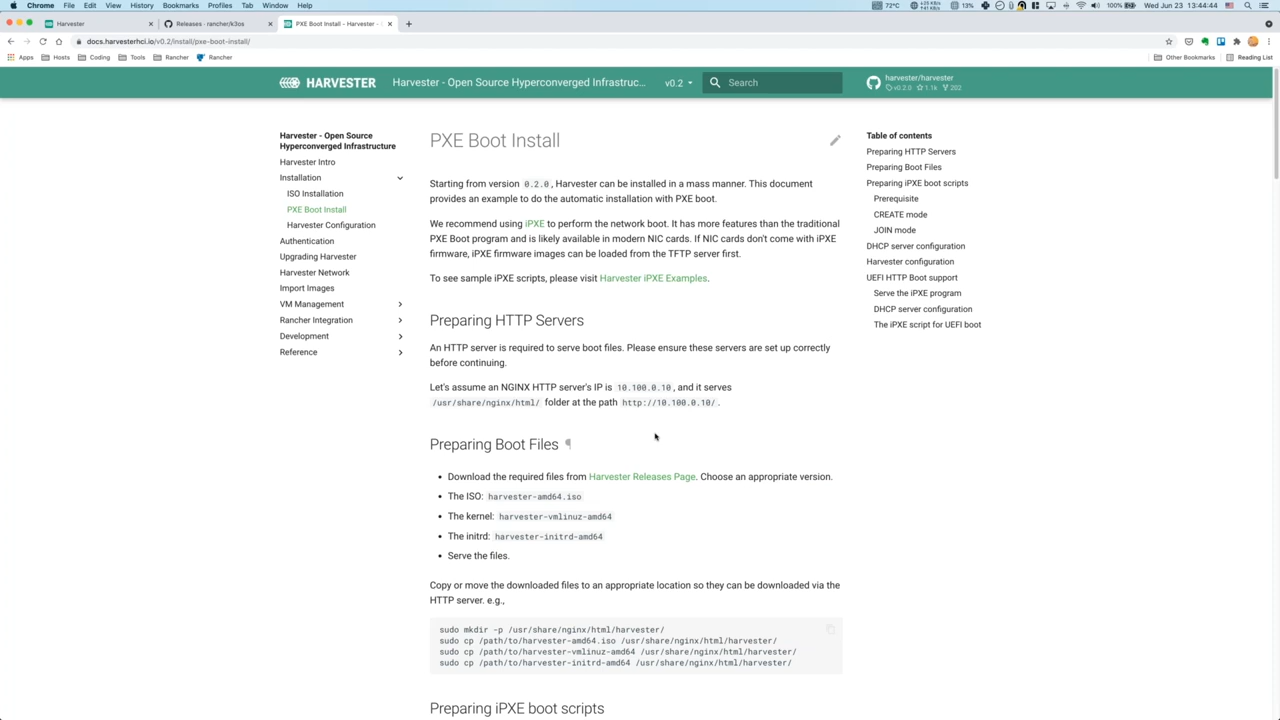 Chrome File Edit View History Bookmarks Profiles Tab Window Help
72°C 13% 100% Wed Jun 23 13:44:44
Harvester
Releases · rancher/k3os
PXE Boot Install - Harvester -
docs.harvesterhci.io/v0.2/install/pxe-boot-install/
Apps Hosts Coding Tools Rancher Rancher Other Bookmarks Reading List
HARVESTER Harvester - Open Source Hyperconverged Infrastruc... v0.2 Search harvester/harvester
v0.2.0 1.1k 202
Harvester - Open Source
Hyperconverged Infrastructure
Harvester Intro
Installation
ISO Installation
PXE Boot Install
Harvester Configuration
Authentication
Upgrading Harvester
Harvester Network
Import Images
VM Management
Rancher Integration
Development
Reference
PXE Boot Install
Starting from version 0.2.0, Harvester can be installed in a mass manner. This document
provides an example to do the automatic installation with PXE boot.
We recommend using iPXE to perform the network boot. It has more features than the traditional
PXE Boot program and is likely available in modern NIC cards. If NIC cards don't come with iPXE
firmware, iPXE firmware images can be loaded from the TFTP server first.
To see sample iPXE scripts, please visit Harvester iPXE Examples.
Preparing HTTP Servers
An HTTP server is required to serve boot files. Please ensure these servers are set up correctly
before continuing.
Let's assume an NGINX HTTP server's IP is 10.100.0.10, and it serves
/usr/share/nginx/html/ folder at the path http://10.100.0.10/.
Preparing Boot Files ¶
• Download the required files from Harvester Releases Page. Choose an appropriate version.
• The ISO: harvester-amd64.iso
• The kernel: harvester-vmlinuz-amd64
• The initrd: harvester-initrd-amd64
• Serve the files.
Copy or move the downloaded files to an appropriate location so they can be downloaded via the
HTTP server. e.g.,
sudo mkdir -p /usr/share/nginx/html/harvester/
sudo cp /path/to/harvester-amd64.iso /usr/share/nginx/html/harvester/
sudo cp /path/to/harvester-vmlinuz-amd64 /usr/share/nginx/html/harvester/
sudo cp /path/to/harvester-initrd-amd64 /usr/share/nginx/html/harvester/
Preparing iPXE boot scripts
Table of contents
Preparing HTTP Servers
Preparing Boot Files
Preparing iPXE boot scripts
Prerequisite
CREATE mode
JOIN mode
DHCP server configuration
Harvester configuration
UEFI HTTP Boot support
Serve the iPXE program
DHCP server configuration
The iPXE script for UEFI boot